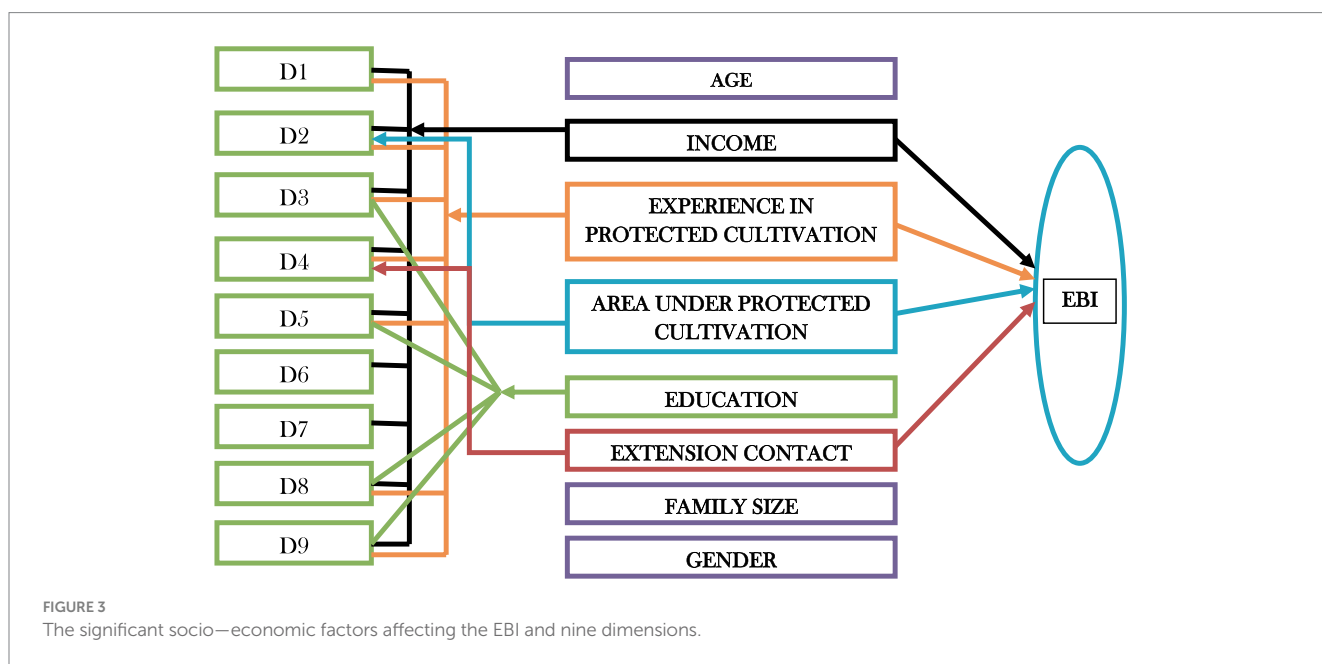 D1
D2
D3
D4
D5
D6
D7
D8
D9
AGE
INCOME
EXPERIENCE IN
PROTECTED CULTIVATION
AREA UNDER PROTECTED
CULTIVATION
EDUCATION
EXTENSION CONTACT
FAMILY SIZE
GENDER
EBI
FIGURE 3
The significant socio—economic factors affecting the EBI and nine dimensions.